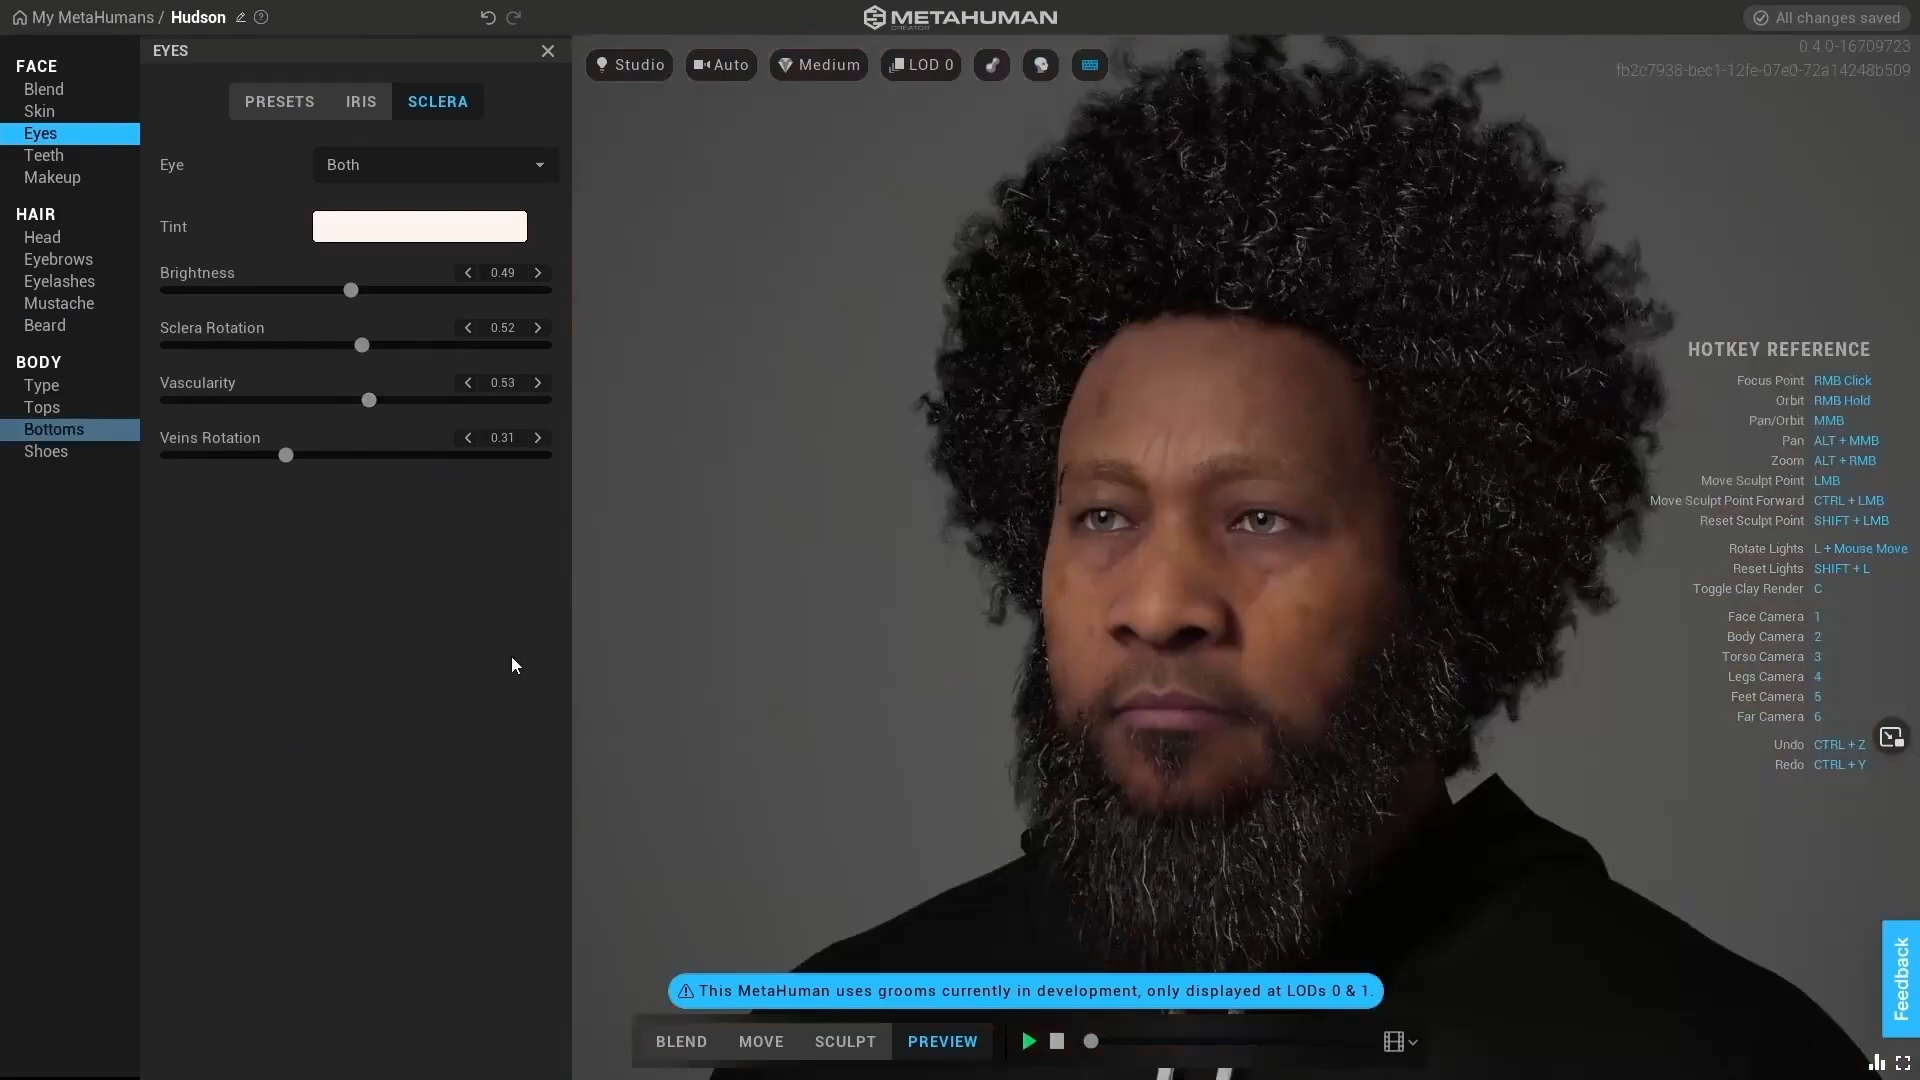 My MetaHumans / Hudson
METAHUMAN
CREATOR
All changes saved
0.4.0-16709723
fb2c7938-bec1-12fe-07e0-72a14248b509
FACE
Blend
Skin
Eyes
Teeth
Makeup
HAIR
Head
Eyebrows
Eyelashes
Mustache
Beard
BODY
Type
Tops
Bottoms
Shoes
EYES
PRESETS IRIS SCLERA
Eye Both
Tint
Brightness 0.49
Sclera Rotation 0.52
Vascularity 0.53
Veins Rotation 0.31
Studio Auto Medium LOD 0
HOTKEY REFERENCE
Focus Point RMB Click
Orbit RMB Hold
Pan/Orbit MMB
Pan ALT + MMB
Zoom ALT + RMB
Move Sculpt Point LMB
Move Sculpt Point Forward CTRL + LMB
Reset Sculpt Point SHIFT + LMB
Rotate Lights L + Mouse Move
Reset Lights SHIFT + L
Toggle Clay Render C
Face Camera 1
Body Camera 2
Torso Camera 3
Legs Camera 4
Feet Camera 5
Far Camera 6
Undo CTRL + Z
Redo CTRL + Y
Feedback
This MetaHuman uses grooms currently in development, only displayed at LODs 0 & 1.
BLEND MOVE SCULPT PREVIEW